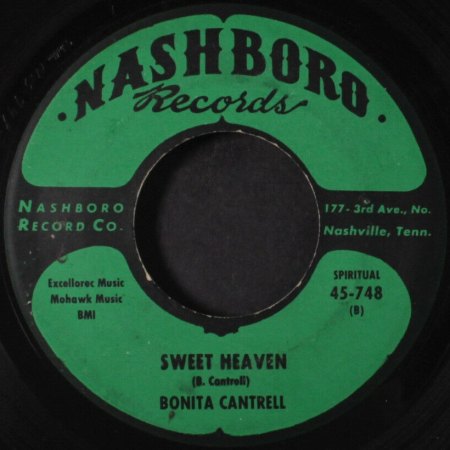 NASHBORO
Records
NASHBORO
RECORD CO.
177-3rd Ave., No.
Nashville, Tenn.
Excellorec Music
Mohawk Music
BMI
SPIRITUAL
45-748
(B)
SWEET HEAVEN
(B. Cantrell)
BONITA CANTRELL